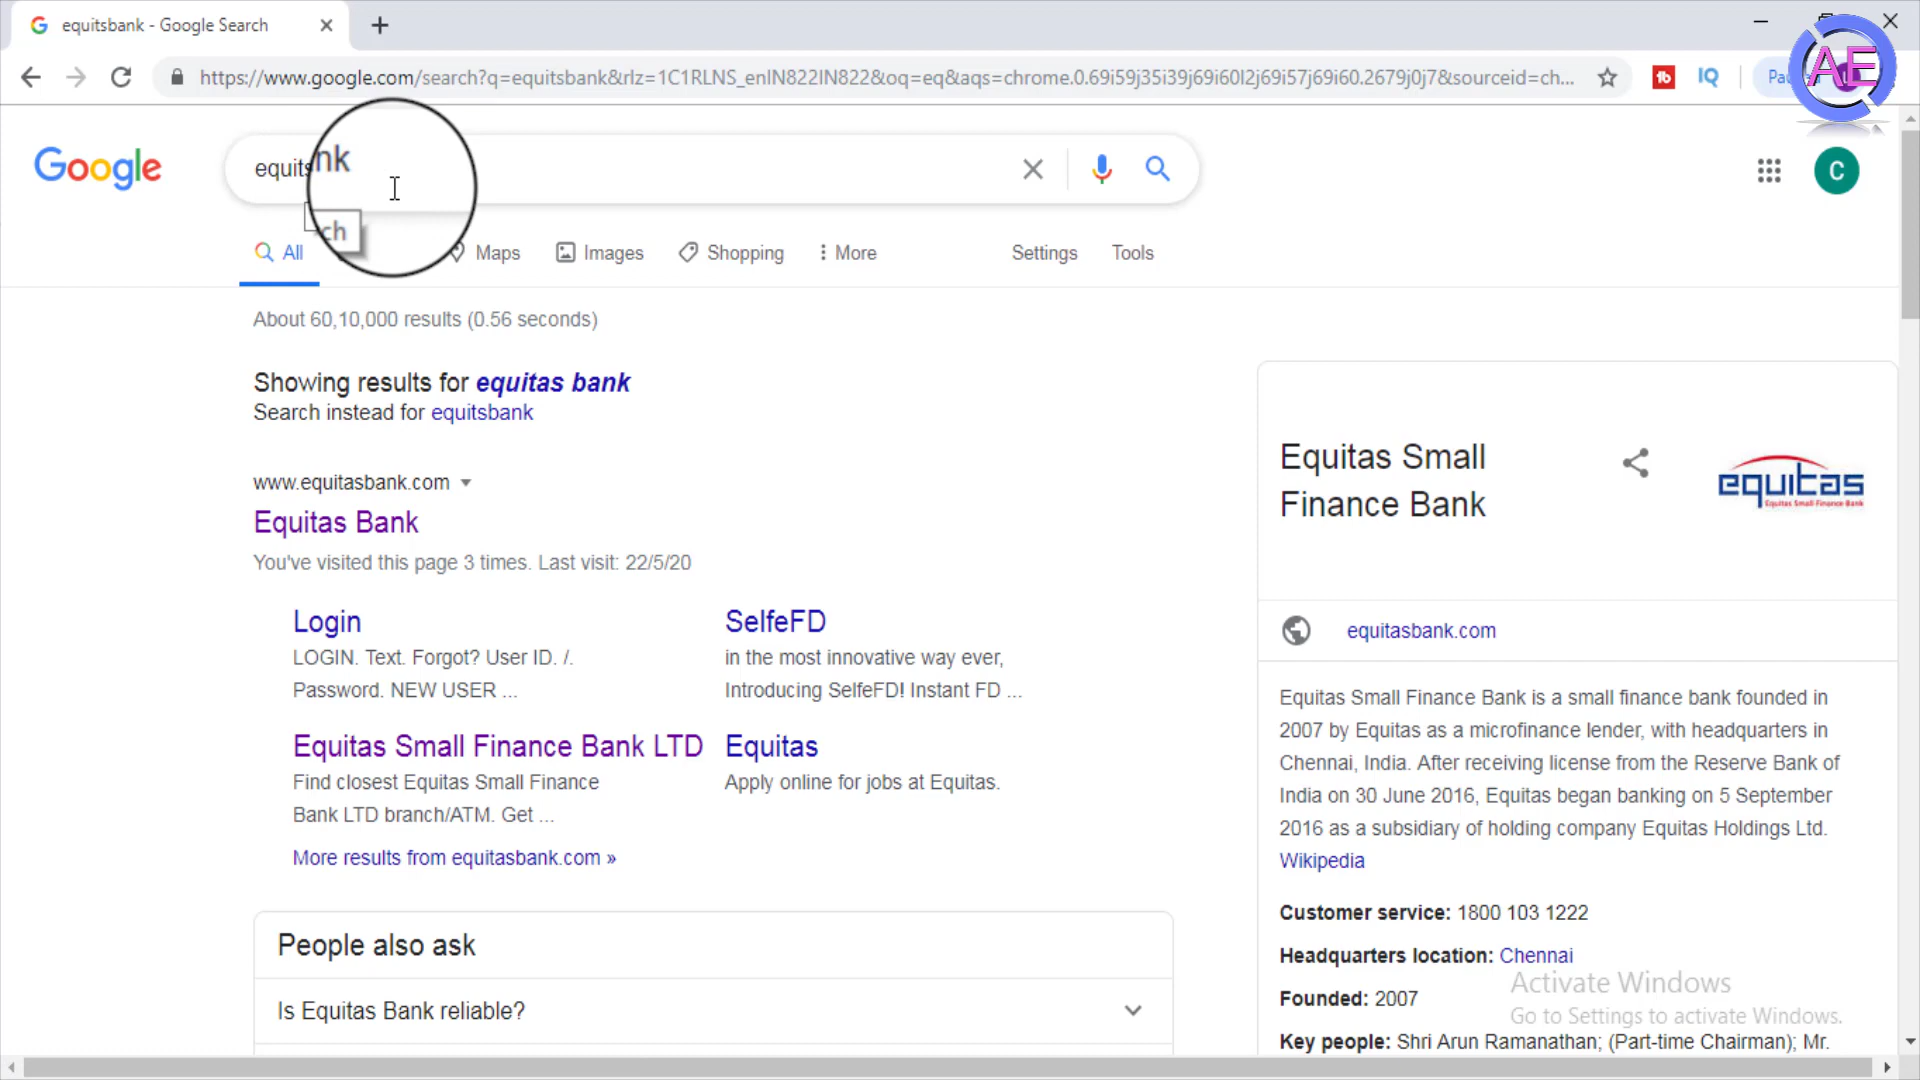 equitsbank - Google Search
https://www.google.com/search?q=equitsbank&rlz=1C1RLNS_enIN822IN822&oq=eq&aqs=chrome.0.69i59j35i39j69i60l2j69i57j69i60.2679j0j7&sourceid=ch...
AE
Google
equits nk
ch
C
All
Maps
Images
Shopping
More
Settings
Tools
About 60,10,000 results (0.56 seconds)
Showing results for equitas bank
Search instead for equitsbank
www.equitasbank.com
Equitas Bank
You've visited this page 3 times. Last visit: 22/5/20
Login
LOGIN. Text. Forgot? User ID. /.
Password. NEW USER ...
SelfeFD
in the most innovative way ever,
Introducing SelfeFD! Instant FD ...
Equitas Small Finance Bank LTD
Find closest Equitas Small Finance
Bank LTD branch/ATM. Get ...
Equitas
Apply online for jobs at Equitas.
More results from equitasbank.com »
People also ask
Is Equitas Bank reliable?
Equitas Small
Finance Bank
equitas
Equitas Small Finance Bank
equitasbank.com
Equitas Small Finance Bank is a small finance bank founded in
2007 by Equitas as a microfinance lender, with headquarters in
Chennai, India. After receiving license from the Reserve Bank of
India on 30 June 2016, Equitas began banking on 5 September
2016 as a subsidiary of holding company Equitas Holdings Ltd.
Wikipedia
Customer service: 1800 103 1222
Headquarters location: Chennai
Founded: 2007
Key people: Shri Arun Ramanathan; (Part-time Chairman); Mr.
Activate Windows
Go to Settings to activate Windows.